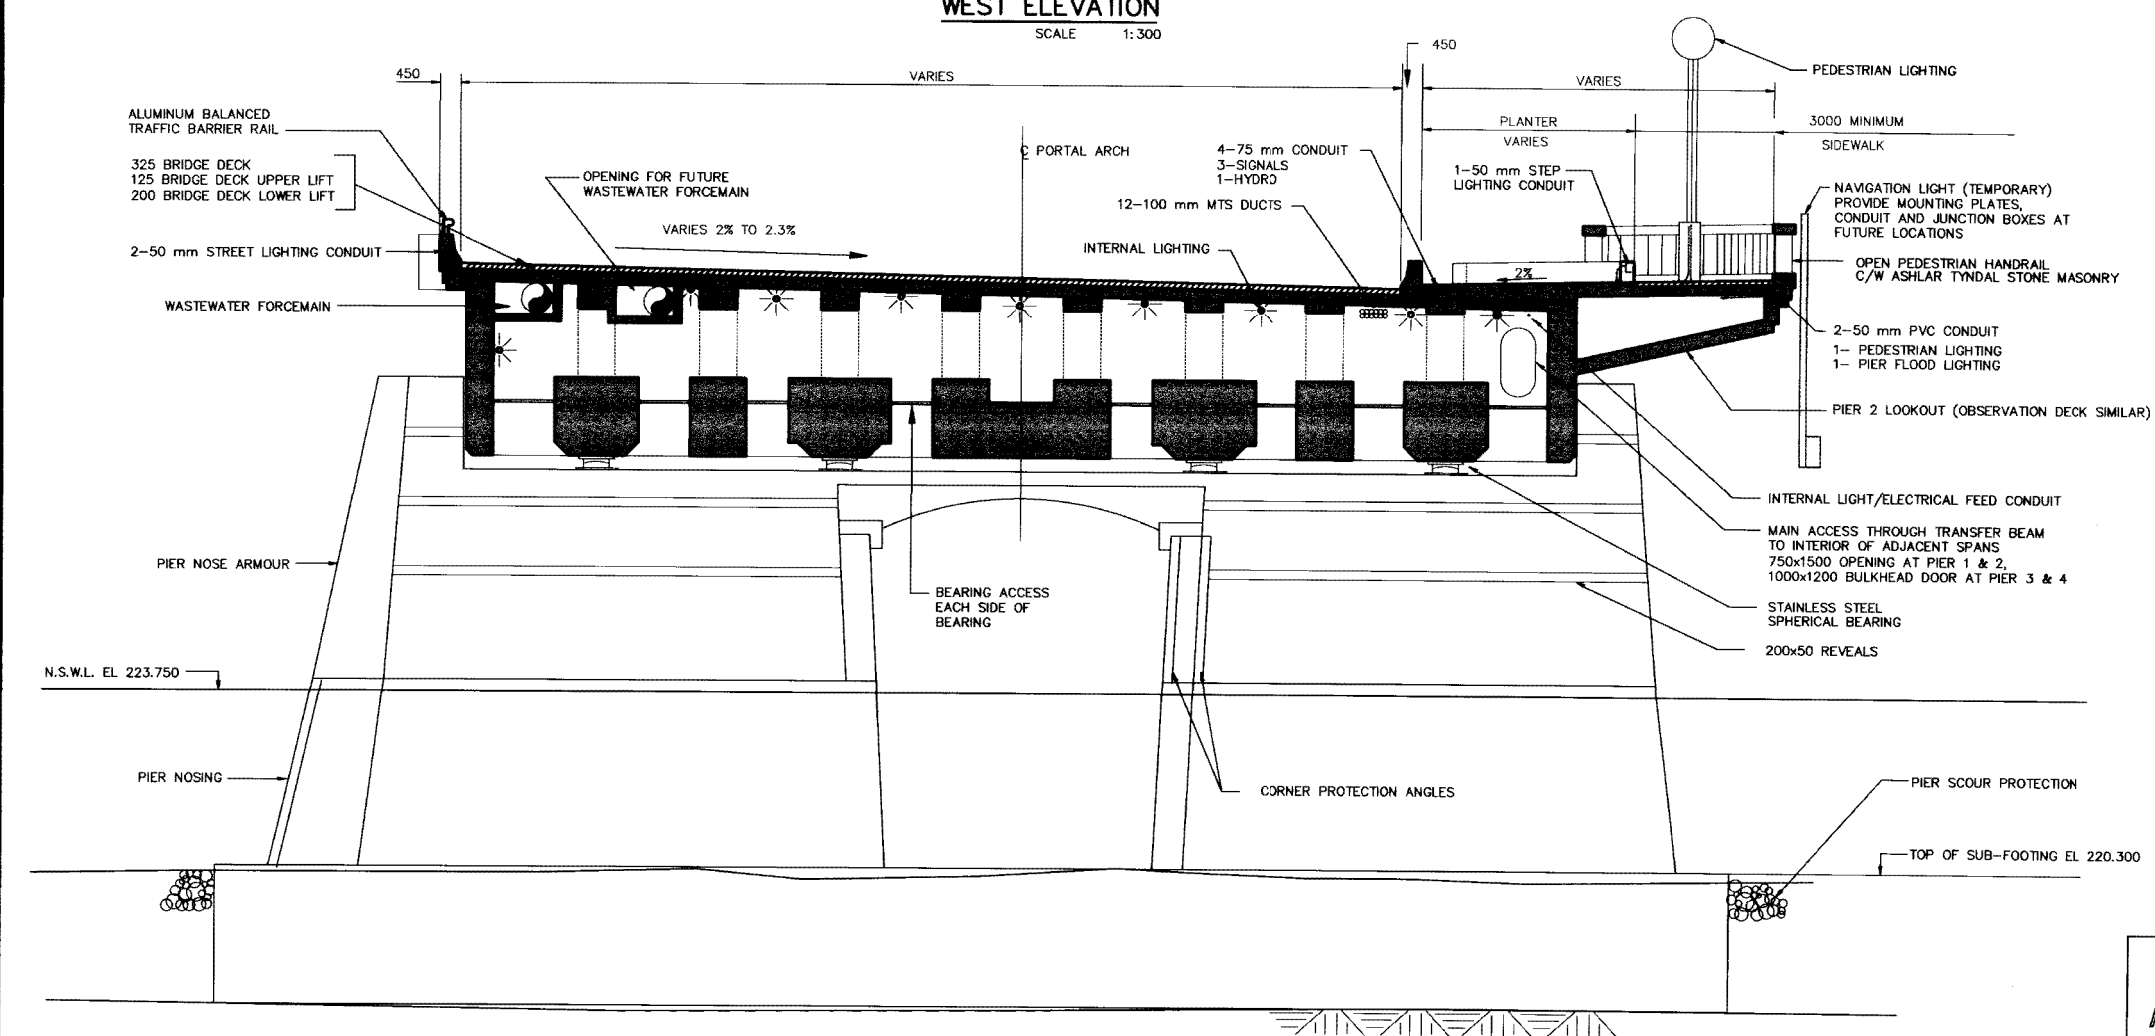 WEST ELEVATION
SCALE 1:300
450
450
VARIES
VARIES
PEDESTRIAN LIGHTING
ALUMINUM BALANCED
TRAFFIC BARRIER RAIL
325 BRIDGE DECK
125 BRIDGE DECK UPPER LIFT
200 BRIDGE DECK LOWER LIFT
2-50 mm STREET LIGHTING CONDUIT
WASTEWATER FORCEMAIN
OPENING FOR FUTURE
WASTEWATER FORCEMAIN
VARIES 2% TO 2.3%
℄ PORTAL ARCH
4-75 mm CONDUIT
3-SIGNALS
1-HYDRO
12-100 mm MTS DUCTS
INTERNAL LIGHTING
PLANTER
VARIES
3000 MINIMUM
SIDEWALK
1-50 mm STEP
LIGHTING CONDUIT
2%
NAVIGATION LIGHT (TEMPORARY)
PROVIDE MOUNTING PLATES,
CONDUIT AND JUNCTION BOXES AT
FUTURE LOCATIONS
OPEN PEDESTRIAN HANDRAIL
C/W ASHLAR TYNDAL STONE MASONRY
2-50 mm PVC CONDUIT
1- PEDESTRIAN LIGHTING
1- PIER FLOOD LIGHTING
PIER 2 LOOKOUT (OBSERVATION DECK SIMILAR)
INTERNAL LIGHT/ELECTRICAL FEED CONDUIT
MAIN ACCESS THROUGH TRANSFER BEAM
TO INTERIOR OF ADJACENT SPANS
750x1500 OPENING AT PIER 1 & 2,
1000x1200 BULKHEAD DOOR AT PIER 3 & 4
STAINLESS STEEL
SPHERICAL BEARING
200x50 REVEALS
PIER NOSE ARMOUR
BEARING ACCESS
EACH SIDE OF
BEARING
N.S.W.L. EL 223.750
PIER NOSING
CORNER PROTECTION ANGLES
PIER SCOUR PROTECTION
TOP OF SUB-FOOTING EL 220.300